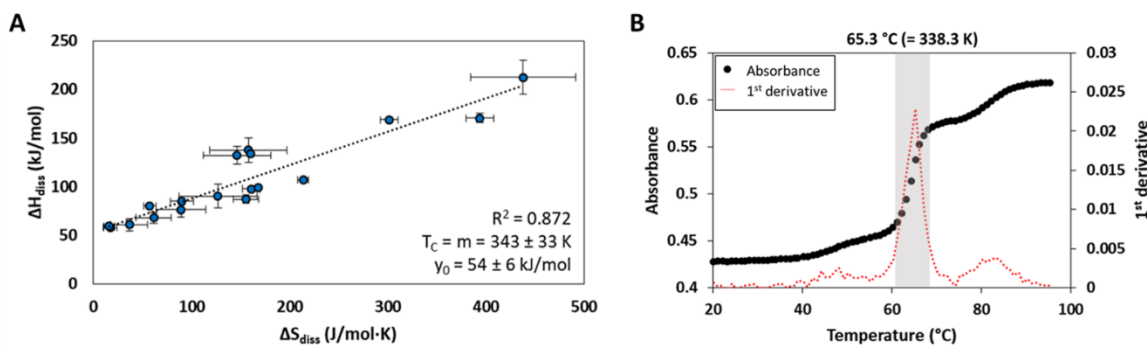 A
250
200
150
100
50
0
ΔH_diss (kJ/mol)
0 100 200 300 400 500
ΔS_diss (J/mol·K)
R² = 0.872
T_C = m = 343 ± 33 K
y₀ = 54 ± 6 kJ/mol
B
65.3 °C (= 338.3 K)
0.65
0.6
0.55
0.5
0.45
0.4
Absorbance
Absorbance
1st derivative
0.03
0.025
0.02
0.015
0.01
0.005
0
1st derivative
20 40 60 80 100
Temperature (°C)